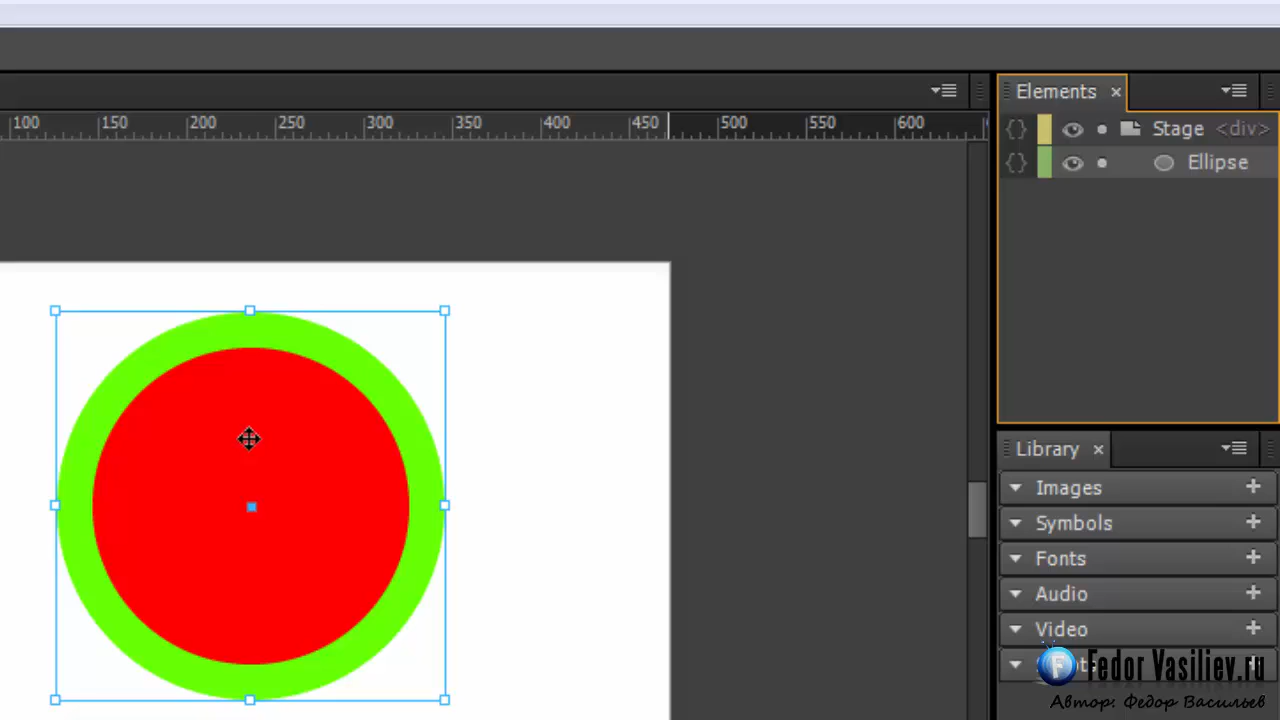 Elements ×
100 150 200 250 300 350 400 450 500 550 600
{} Stage <div>
{} Ellipse
Library ×
Images +
Symbols +
Fonts +
Audio +
Video +
Fedor Vasiliev.ru
Автор: Федор Васильев